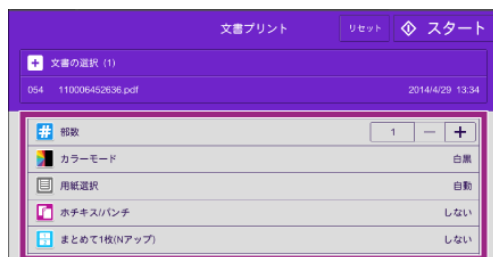 文書プリント リセット スタート
文書の選択 (1)
054 110006452636.pdf 2014/4/29 13:34
部数 1 − +
カラーモード 白黒
用紙選択 自動
ホチキス/パンチ しない
まとめて1枚(Nアップ) しない